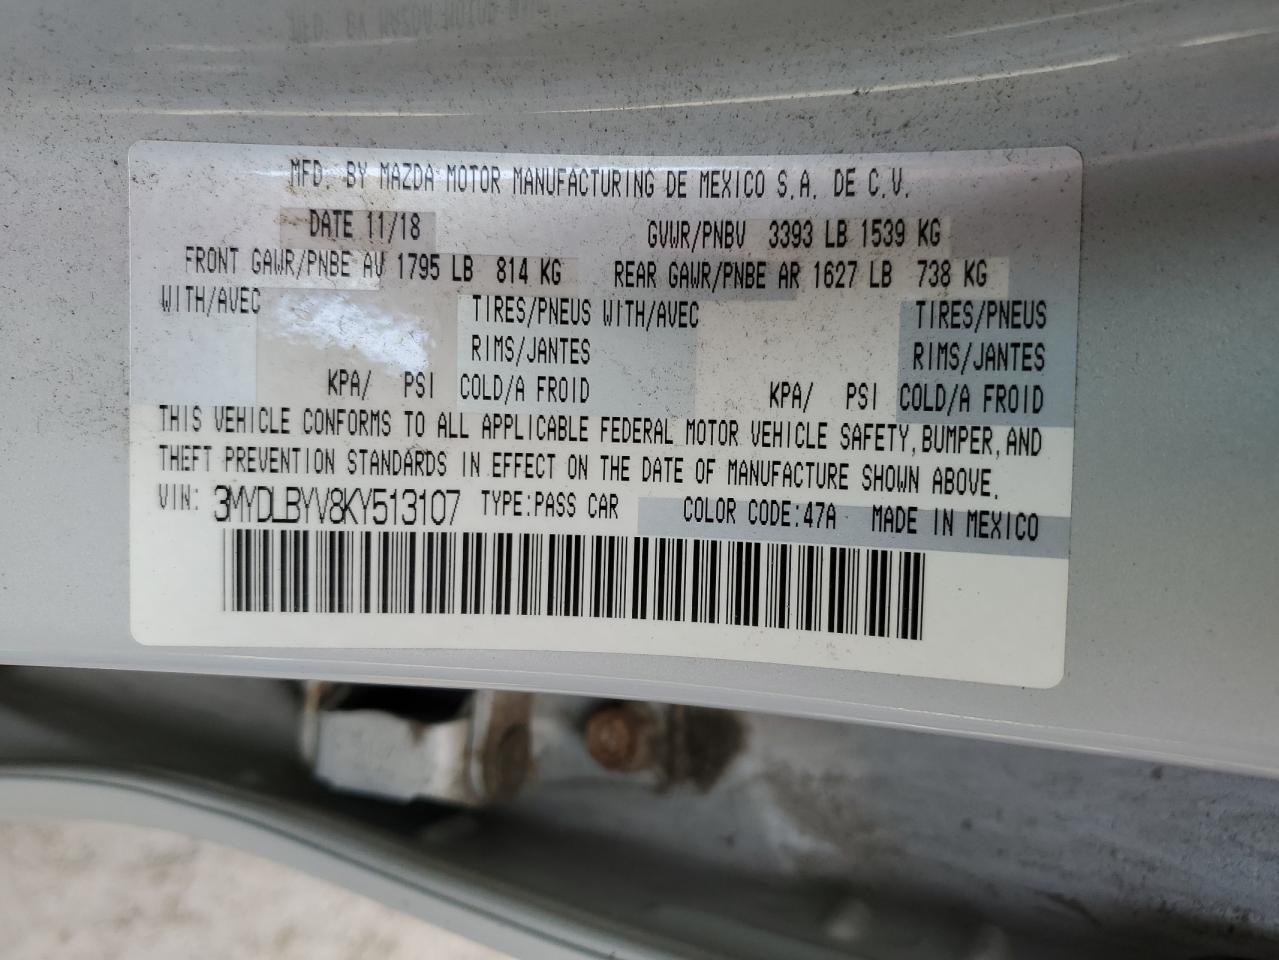 MFD. BY MAZDA MOTOR MANUFACTURING DE MEXICO S.A. DE C.V.
DATE 11/18 GVWR/PNBV 3393 LB 1539 KG
FRONT GAWR/PNBE AV 1795 LB 814 KG REAR GAWR/PNBE AR 1627 LB 738 KG
WITH/AVEC TIRES/PNEUS WITH/AVEC TIRES/PNEUS
RIMS/JANTES RIMS/JANTES
KPA/ PSI COLD/A FROID KPA/ PSI COLD/A FROID
THIS VEHICLE CONFORMS TO ALL APPLICABLE FEDERAL MOTOR VEHICLE SAFETY, BUMPER, AND
THEFT PREVENTION STANDARDS IN EFFECT ON THE DATE OF MANUFACTURE SHOWN ABOVE.
VIN: 3MYDLBYV8KY513107 TYPE:PASS CAR COLOR CODE:47A MADE IN MEXICO